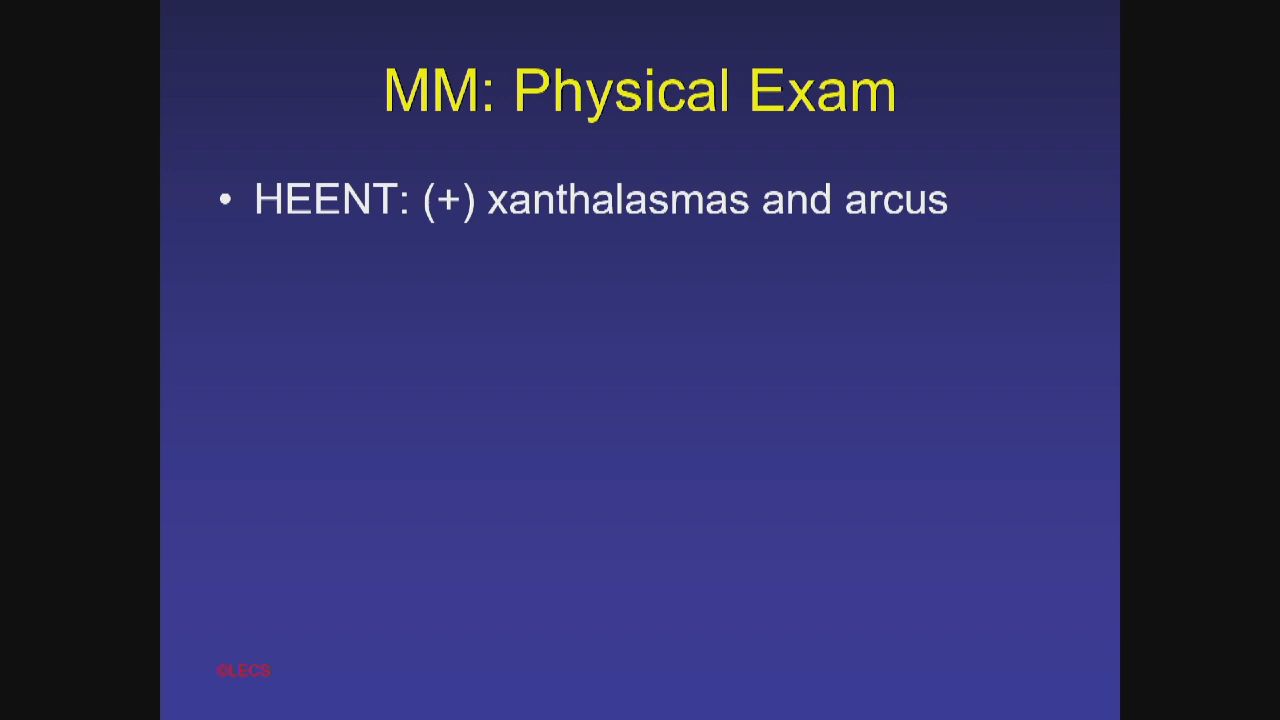 MM: Physical Exam
• HEENT: (+) xanthalasmas and arcus
©LECS